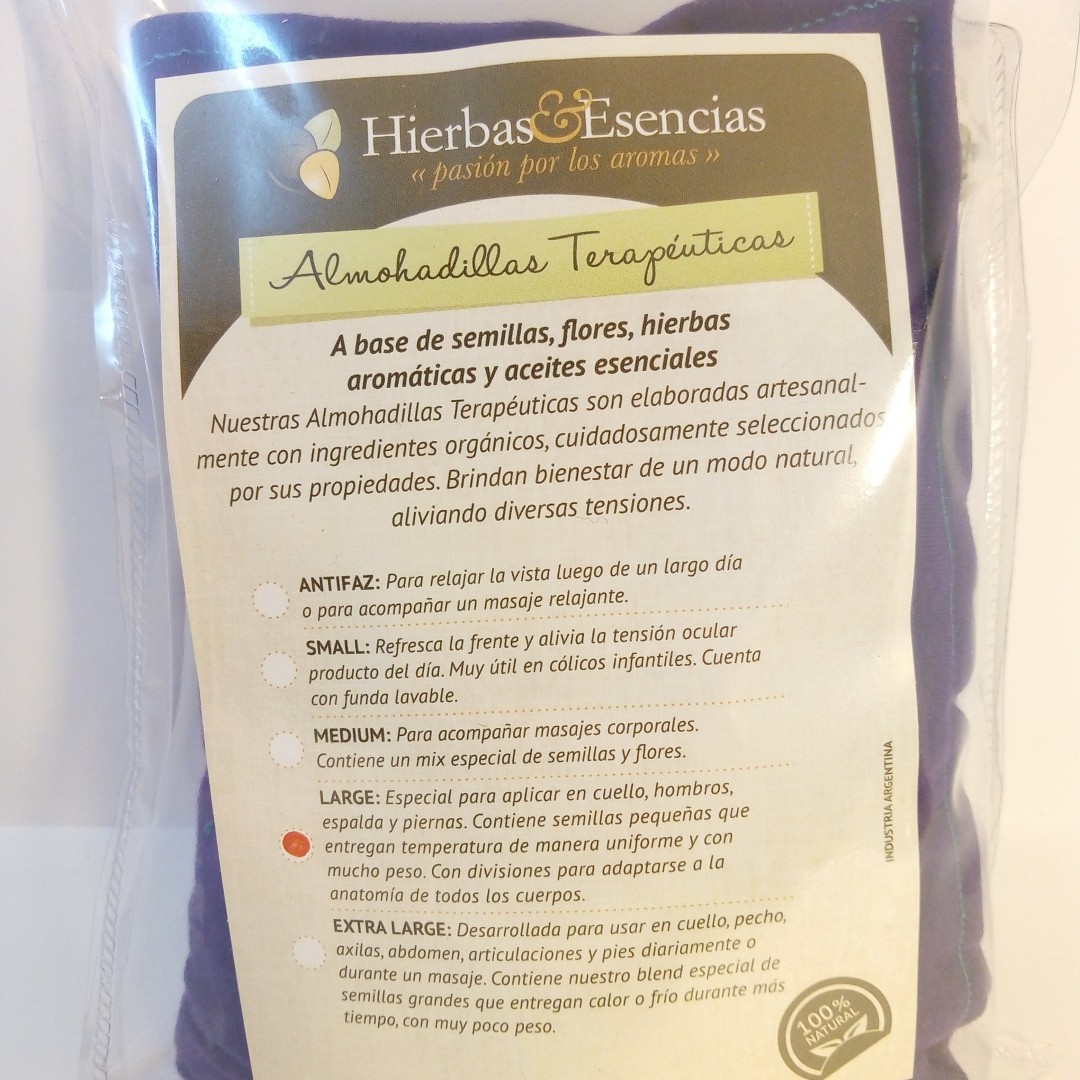 Hierbas & Esencias
« pasión por los aromas »
Almohadillas Terapéuticas
A base de semillas, flores, hierbas
aromáticas y aceites esenciales
Nuestras Almohadillas Terapéuticas son elaboradas artesanal-
mente con ingredientes orgánicos, cuidadosamente seleccionados
por sus propiedades. Brindan bienestar de un modo natural,
aliviando diversas tensiones.
ANTIFAZ: Para relajar la vista luego de un largo día
o para acompañar un masaje relajante.
SMALL: Refresca la frente y alivia la tensión ocular
producto del día. Muy útil en cólicos infantiles. Cuenta
con funda lavable.
MEDIUM: Para acompañar masajes corporales.
Contiene un mix especial de semillas y flores.
LARGE: Especial para aplicar en cuello, hombros,
espalda y piernas. Contiene semillas pequeñas que
entregan temperatura de manera uniforme y con
mucho peso. Con divisiones para adaptarse a la
anatomía de todos los cuerpos.
EXTRA LARGE: Desarrollada para usar en cuello, pecho,
axilas, abdomen, articulaciones y pies diariamente o
durante un masaje. Contiene nuestro blend especial de
semillas grandes que entregan calor o frío durante más
tiempo, con muy poco peso.
INDUSTRIA ARGENTINA
100%
NATURAL